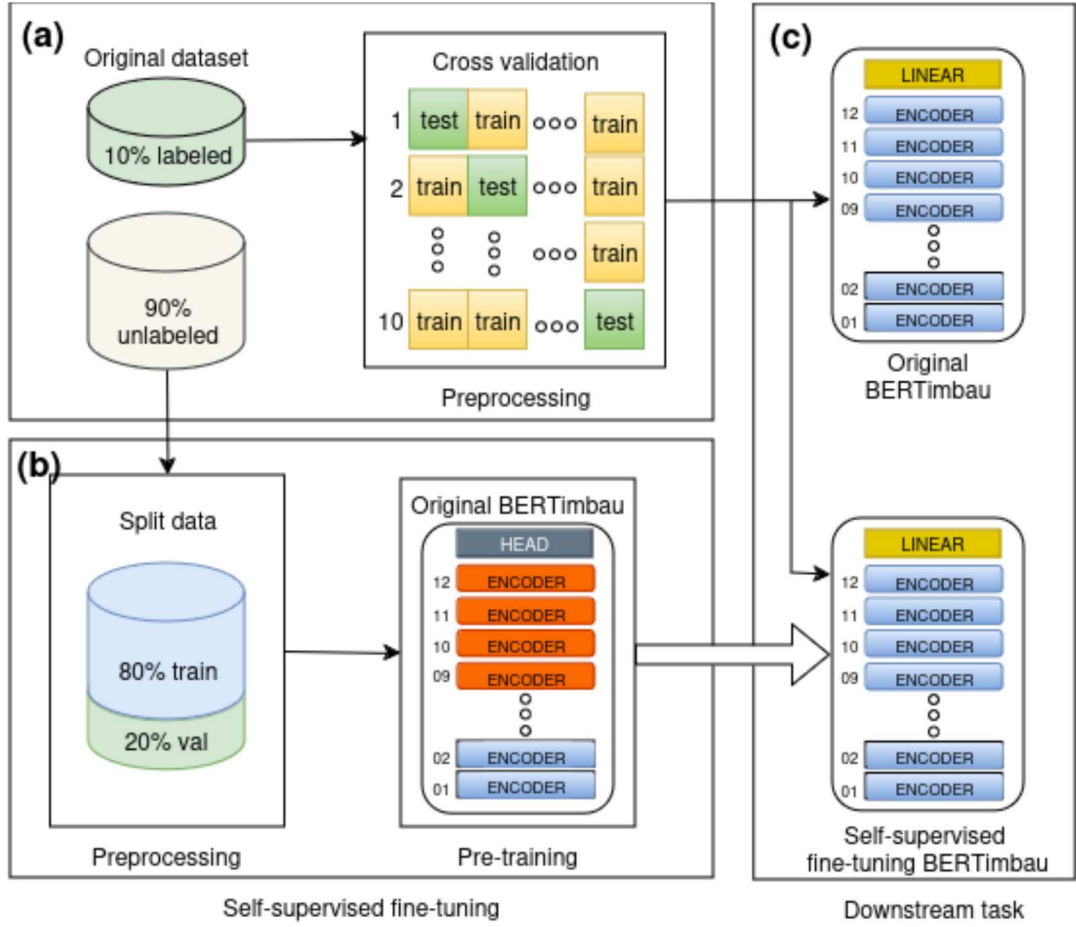 (a)
Original dataset
10% labeled
90%
unlabeled
Cross validation
1 test train train
2 train test train
train
10 train train test
Preprocessing
(b)
Split data
80% train
20% val
Preprocessing
Original BERTimbau
HEAD
12 ENCODER
11 ENCODER
10 ENCODER
09 ENCODER
02 ENCODER
01 ENCODER
Pre-training
Self-supervised fine-tuning
(c)
LINEAR
12 ENCODER
11 ENCODER
10 ENCODER
09 ENCODER
02 ENCODER
01 ENCODER
Original
BERTimbau
LINEAR
12 ENCODER
11 ENCODER
10 ENCODER
09 ENCODER
02 ENCODER
01 ENCODER
Self-supervised
fine-tuning BERTimbau
Downstream task